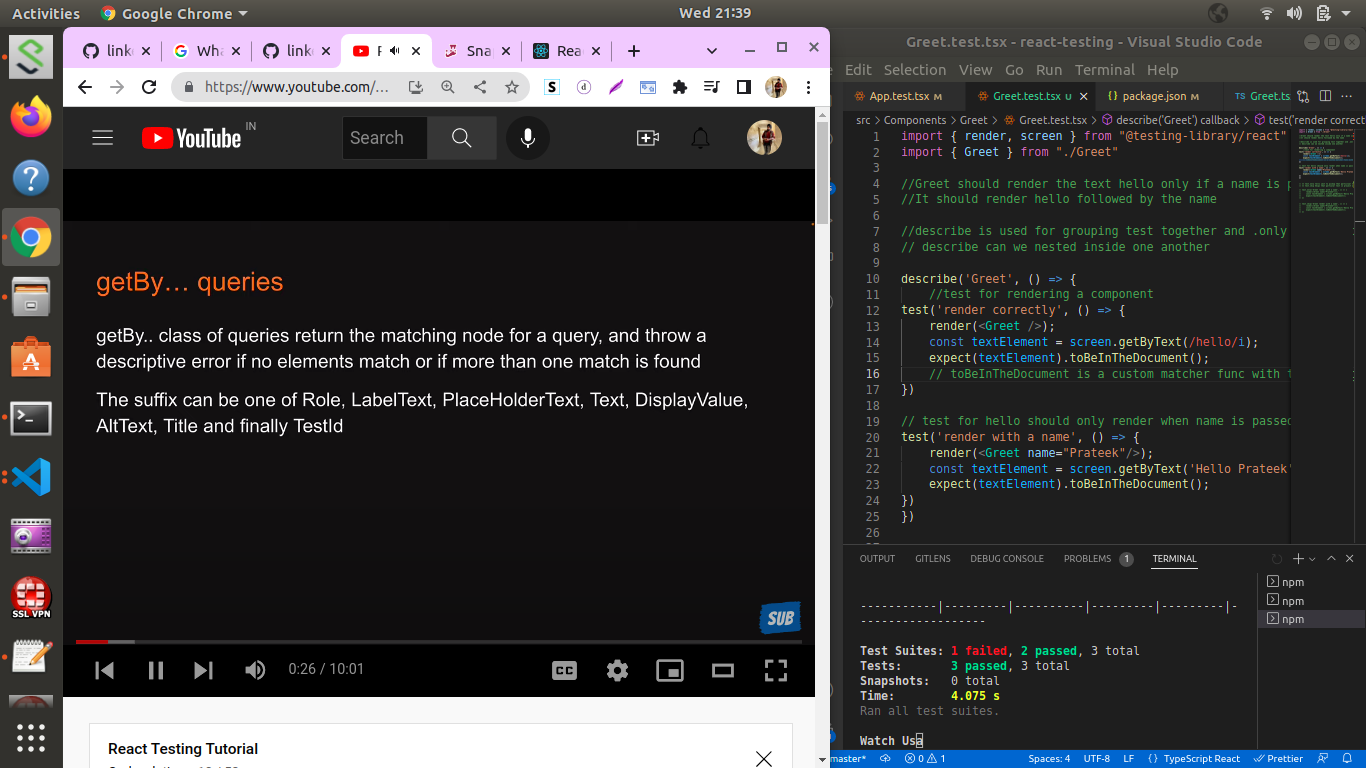 Activities Google Chrome Wed 21:39
link Wha link R Sna Rea
https://www.youtube.com/...
YouTube IN Search
getBy... queries
getBy.. class of queries return the matching node for a query, and throw a
descriptive error if no elements match or if more than one match is found
The suffix can be one of Role, LabelText, PlaceHolderText, Text, DisplayValue,
AltText, Title and finally TestId
SUB
0:26 / 10:01 CC
React Testing Tutorial
SSL VPN
Greet.test.tsx - react-testing - Visual Studio Code
Edit Selection View Go Run Terminal Help
App.test.tsx M Greet.test.tsx U package.json M TS Greet.ts
src > Components > Greet > Greet.test.tsx > describe('Greet') callback > test('render correct
1 import { render, screen } from "@testing-library/react"
2 import { Greet } from "./Greet"
3
4 //Greet should render the text hello only if a name is p
5 //It should render hello followed by the name
6
7 //describe is used for grouping test together and .only
8 // describe can we nested inside one another
9
10 describe('Greet', () => {
11 //test for rendering a component
12 test('render correctly', () => {
13 render(<Greet />);
14 const textElement = screen.getByText(/hello/i);
15 expect(textElement).toBeInTheDocument();
16 // toBeInTheDocument is a custom matcher func with
17 })
18
19 // test for hello should only render when name is passed
20 test('render with a name', () => {
21 render(<Greet name="Prateek"/>);
22 const textElement = screen.getByText('Hello Prateek'
23 expect(textElement).toBeInTheDocument();
24 })
25 })
26
OUTPUT GITLENS DEBUG CONSOLE PROBLEMS 1 TERMINAL
-----------|---------|----------|---------|---------|-
------------------
Test Suites: 1 failed, 2 passed, 3 total
Tests: 3 passed, 3 total
Snapshots: 0 total
Time: 4.075 s
Ran all test suites.
Watch Usa
npm
npm
npm
master* 0 1 Spaces: 4 UTF-8 LF { } TypeScript React Prettier